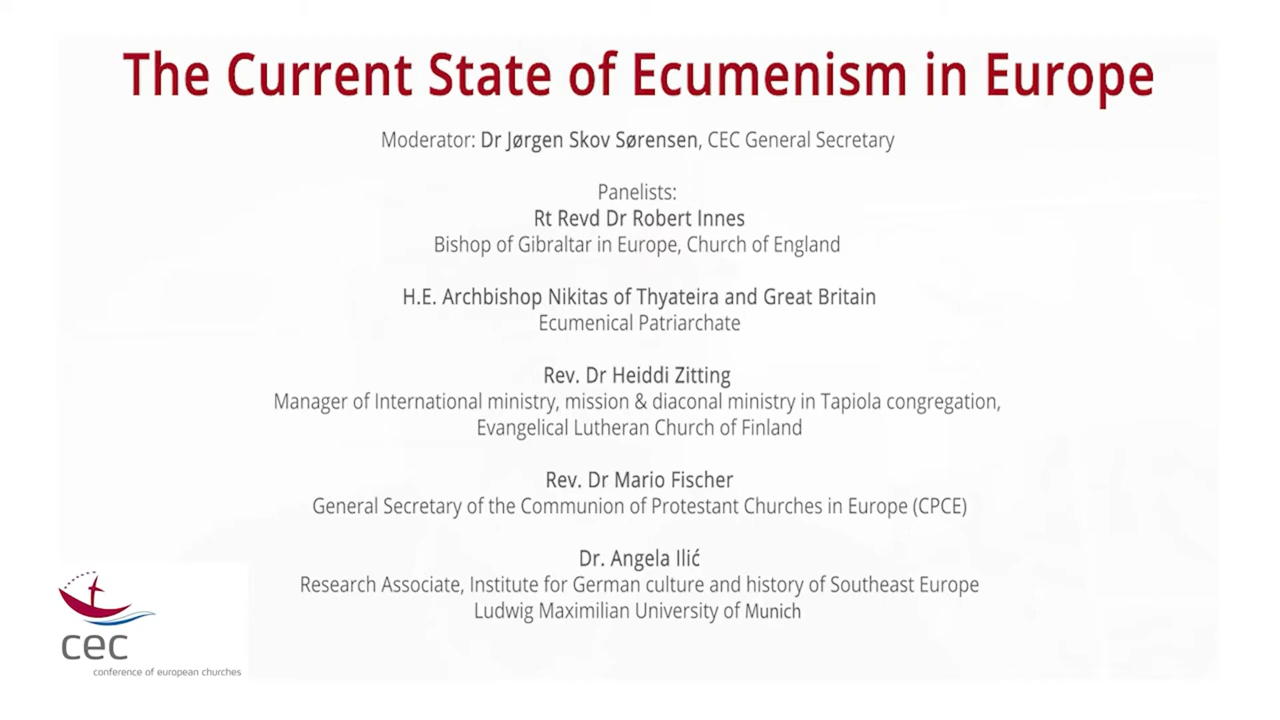 The Current State of Ecumenism in Europe
Moderator: Dr Jørgen Skov Sørensen, CEC General Secretary
Panelists:
Rt Revd Dr Robert Innes
Bishop of Gibraltar in Europe, Church of England
H.E. Archbishop Nikitas of Thyateira and Great Britain
Ecumenical Patriarchate
Rev. Dr Heiddi Zitting
Manager of International ministry, mission & diaconal ministry in Tapiola congregation,
Evangelical Lutheran Church of Finland
Rev. Dr Mario Fischer
General Secretary of the Communion of Protestant Churches in Europe (CPCE)
Dr. Angela Ilić
Research Associate, Institute for German culture and history of Southeast Europe
Ludwig Maximilian University of Munich
cec
conference of european churches